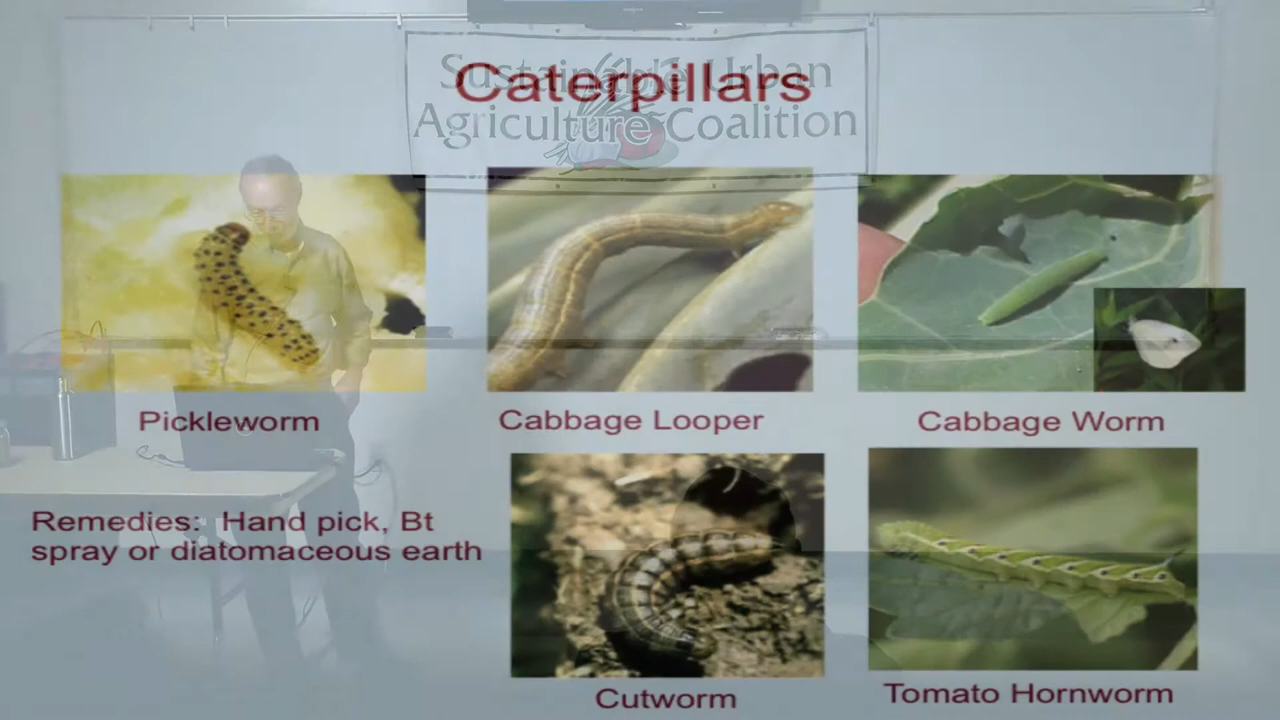 Sustainable Urban
Agriculture Coalition
Caterpillars
Pickleworm
Cabbage Looper
Cabbage Worm
Remedies: Hand pick, Bt
spray or diatomaceous earth
Cutworm
Tomato Hornworm